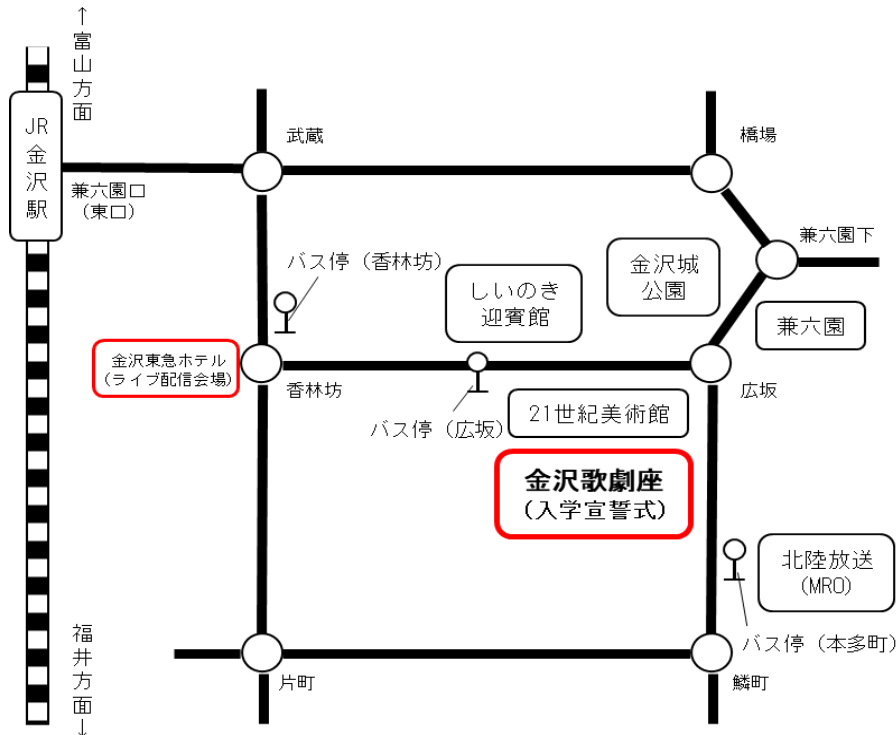 ↑富山方面
JR金沢駅
兼六園口
(東口)
武蔵
橋場
兼六園下
バス停（香林坊）
しいのき
迎賓館
金沢城
公園
兼六園
金沢東急ホテル
(ライブ配信会場)
香林坊
バス停（広坂）
21世紀美術館
広坂
金沢歌劇座
(入学宣誓式)
北陸放送
(MRO)
バス停（本多町）
片町
鱗町
福井方面↓